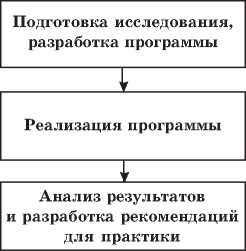 Подготовка исследования,
разработка программы
Реализация программы
Анализ результатов
и разработка рекомендаций
для практики